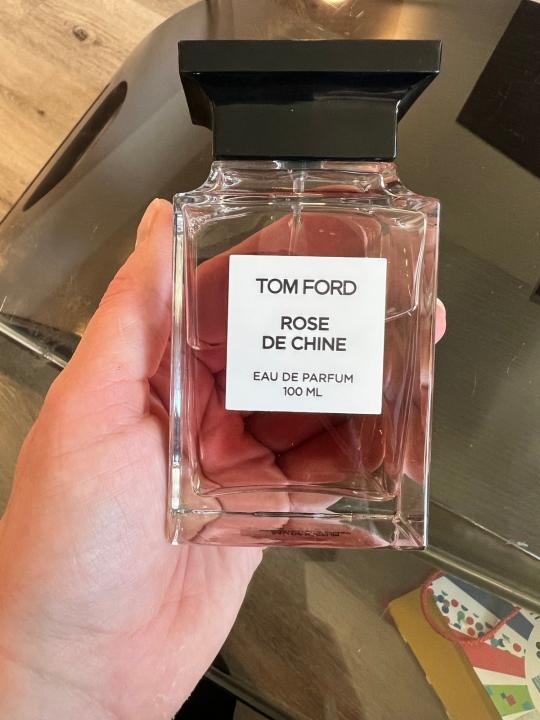 TOM FORD
ROSE
DE CHINE
EAU DE PARFUM
100 ML